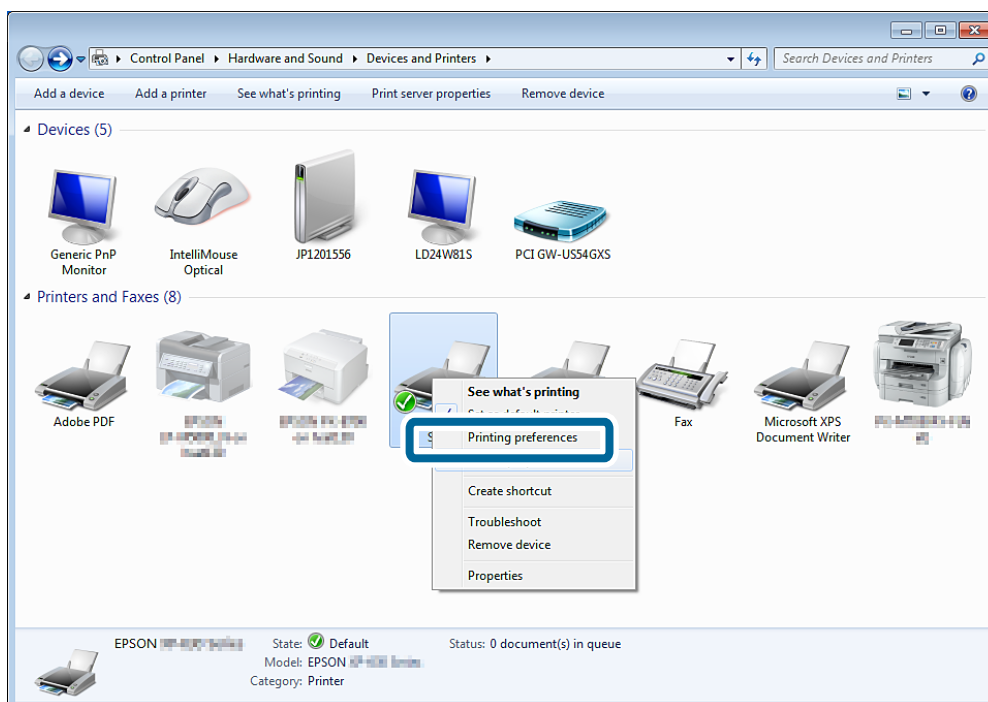 Control Panel Hardware and Sound Devices and Printers
Search Devices and Printers
Add a device Add a printer See what's printing Print server properties Remove device
Devices (5)
Generic PnP
Monitor
IntelliMouse
Optical
JP1201556
LD24W81S
PCI GW-US54GXS
Printers and Faxes (8)
Adobe PDF
Fax
Microsoft XPS
Document Writer
See what's printing
Printing preferences
Create shortcut
Troubleshoot
Remove device
Properties
EPSON
State: Default
Status: 0 document(s) in queue
Model: EPSON
Category: Printer